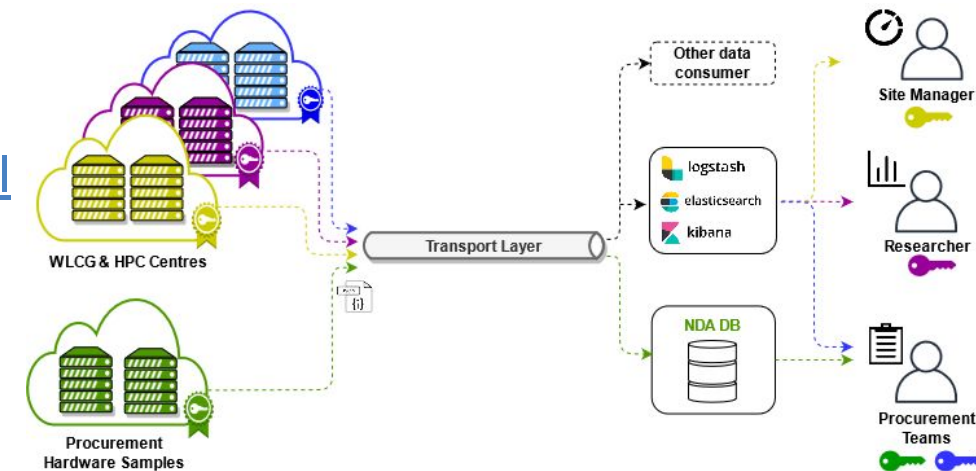 WLCG & HPC Centres
Procurement
Hardware Samples
Transport Layer
{i}
Other data
consumer
logstash
elasticsearch
kibana
NDA DB
Site Manager
Researcher
Procurement
Teams